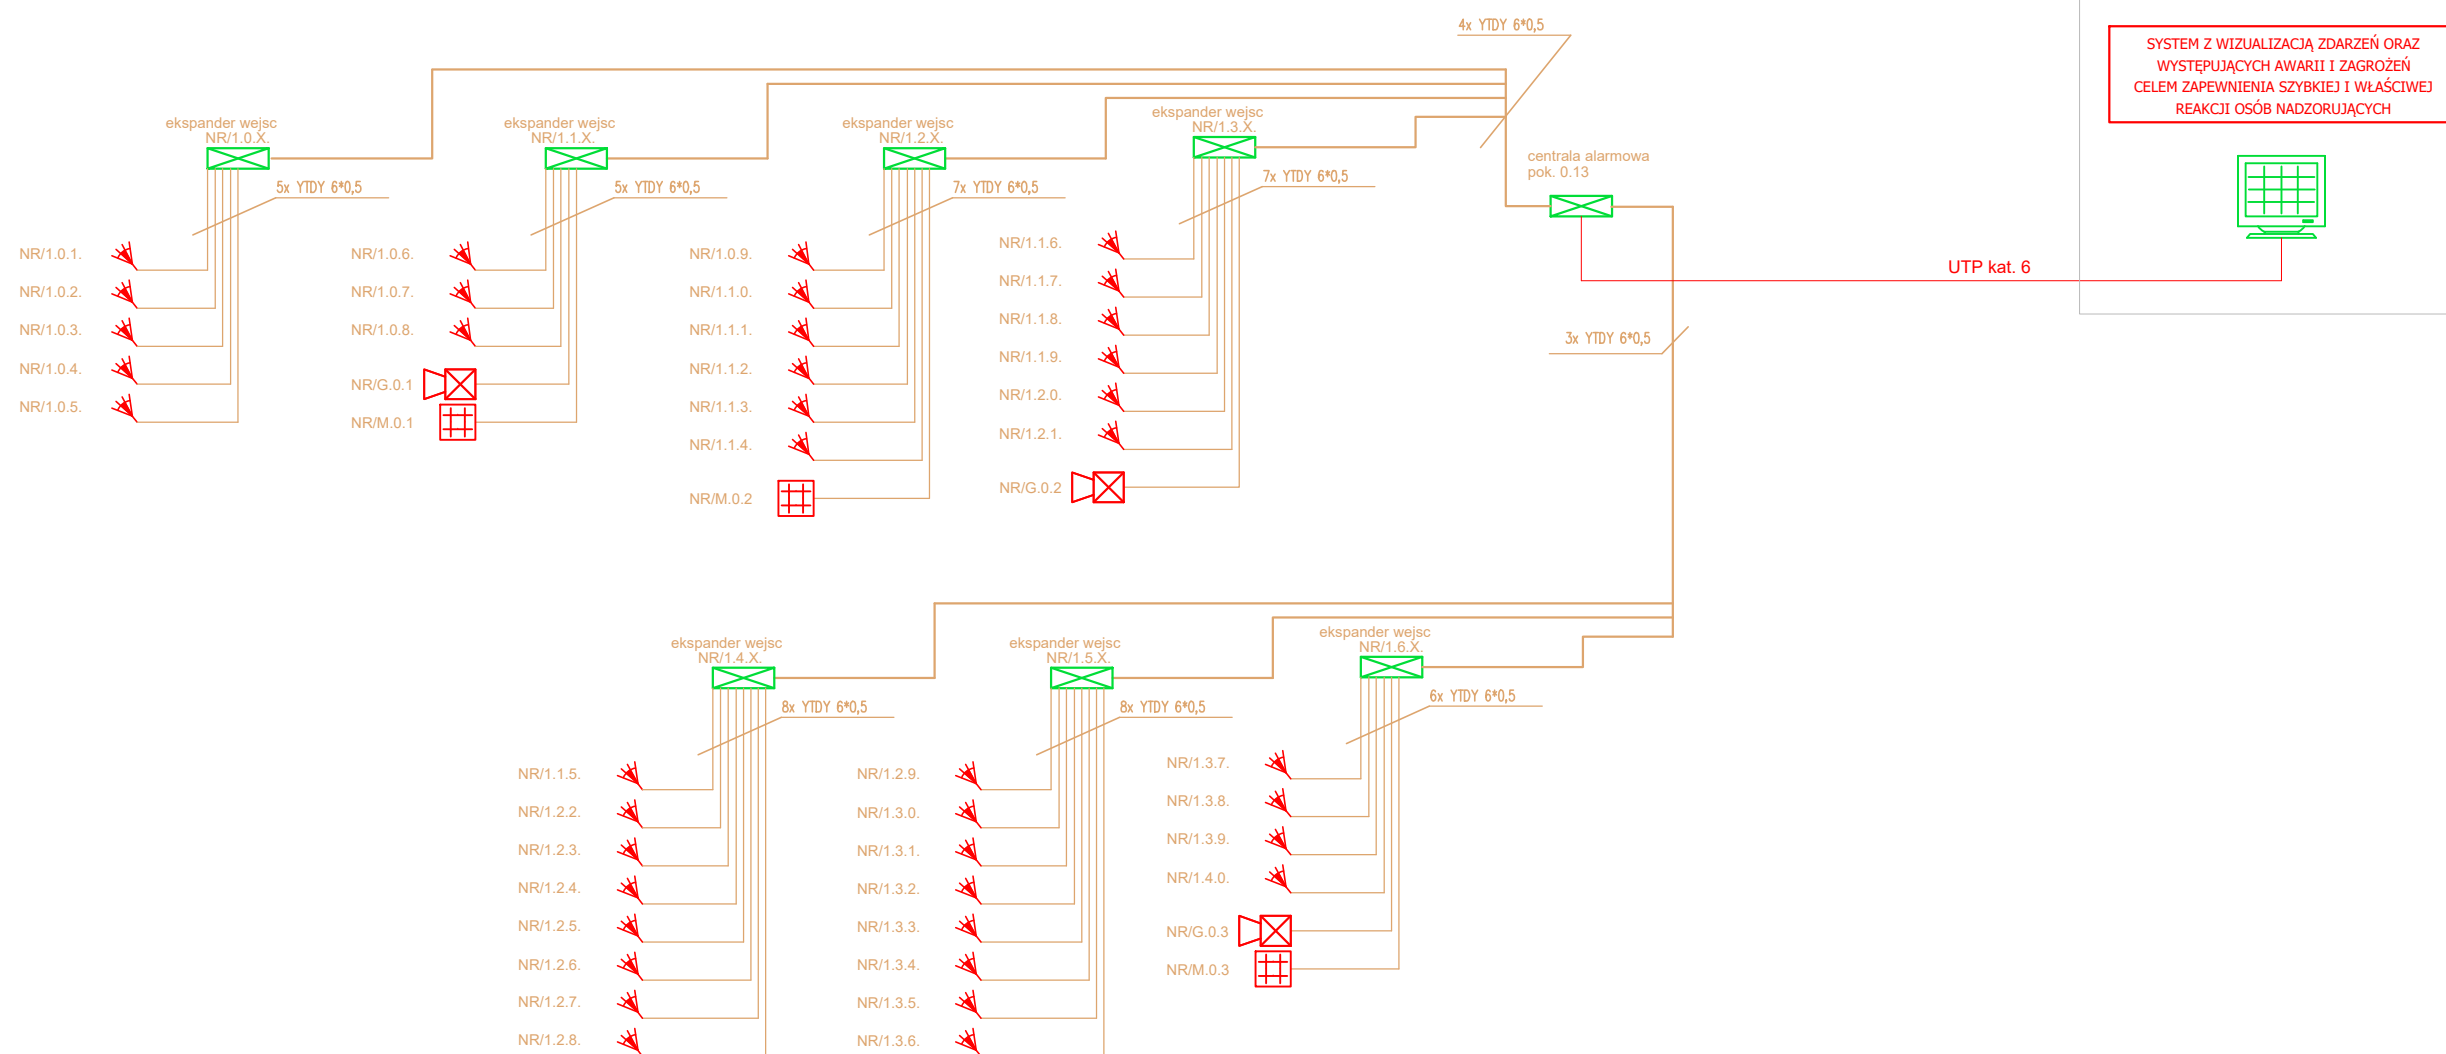 4x YTDY 6*0,5
SYSTEM Z WIZUALIZACJĄ ZDARZEŃ ORAZ
WYSTĘPUJĄCYCH AWARII I ZAGROŻEŃ
CELEM ZAPEWNIENIA SZYBKIEJ I WŁAŚCIWEJ
REAKCJI OSÓB NADZORUJĄCYCH
ekspander wejsc
NR/1.0.X.
5x YTDY 6*0,5
NR/1.0.1.
NR/1.0.2.
NR/1.0.3.
NR/1.0.4.
NR/1.0.5.
ekspander wejsc
NR/1.1.X.
5x YTDY 6*0,5
NR/1.0.6.
NR/1.0.7.
NR/1.0.8.
NR/G.0.1
NR/M.0.1
ekspander wejsc
NR/1.2.X.
7x YTDY 6*0,5
NR/1.0.9.
NR/1.1.0.
NR/1.1.1.
NR/1.1.2.
NR/1.1.3.
NR/1.1.4.
NR/M.0.2
ekspander wejsc
NR/1.3.X.
7x YTDY 6*0,5
NR/1.1.6.
NR/1.1.7.
NR/1.1.8.
NR/1.1.9.
NR/1.2.0.
NR/1.2.1.
NR/G.0.2
centrala alarmowa
pok. 0.13
UTP kat. 6
3x YTDY 6*0,5
ekspander wejsc
NR/1.4.X.
8x YTDY 6*0,5
NR/1.1.5.
NR/1.2.2.
NR/1.2.3.
NR/1.2.4.
NR/1.2.5.
NR/1.2.6.
NR/1.2.7.
NR/1.2.8.
ekspander wejsc
NR/1.5.X.
8x YTDY 6*0,5
NR/1.2.9.
NR/1.3.0.
NR/1.3.1.
NR/1.3.2.
NR/1.3.3.
NR/1.3.4.
NR/1.3.5.
NR/1.3.6.
ekspander wejsc
NR/1.6.X.
6x YTDY 6*0,5
NR/1.3.7.
NR/1.3.8.
NR/1.3.9.
NR/1.4.0.
NR/G.0.3
NR/M.0.3